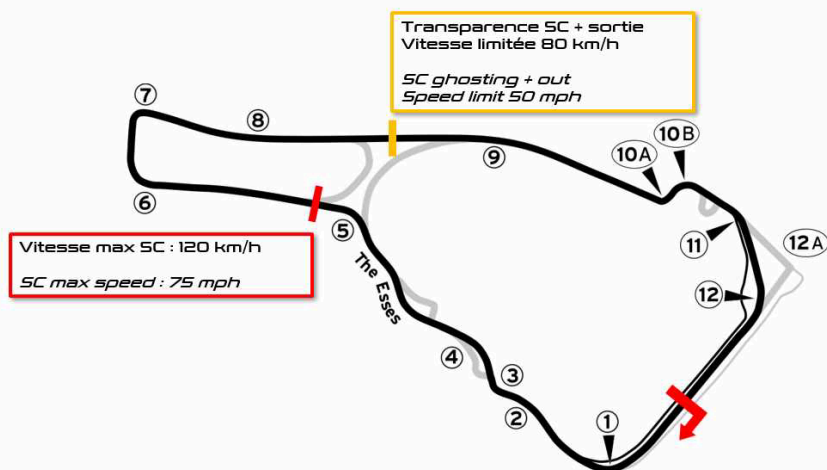 Transparence SC + sortie
Vitesse limitée 80 km/h
SC ghosting + out
Speed limit 50 mph
7
8
9
10A
10B
6
5
11
12A
Vitesse max SC : 120 km/h
SC max speed : 75 mph
The Esses
12
4
3
2
1